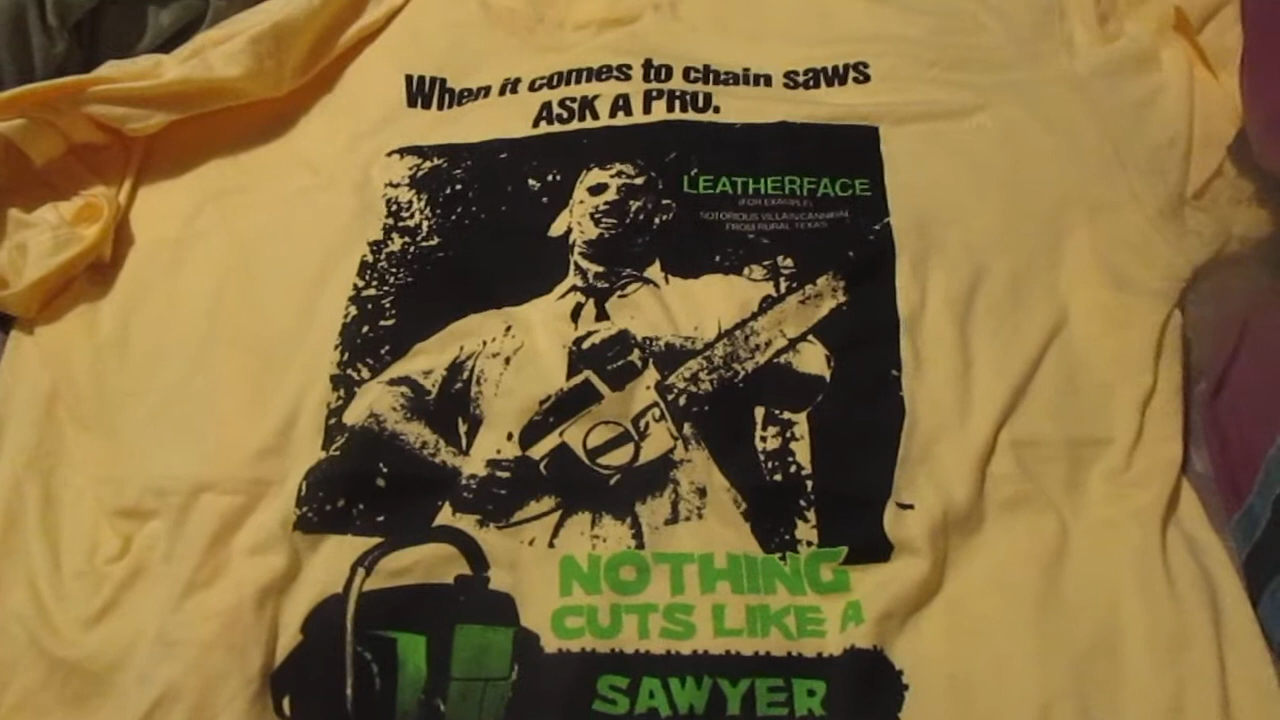 When it comes to chain saws
ASK A PRO.
LEATHERFACE
(FOR EXAMPLE)
NOTORIOUS VILLAIN/CANNIBAL
FROM RURAL TEXAS
NOTHING
CUTS LIKE A
SAWYER